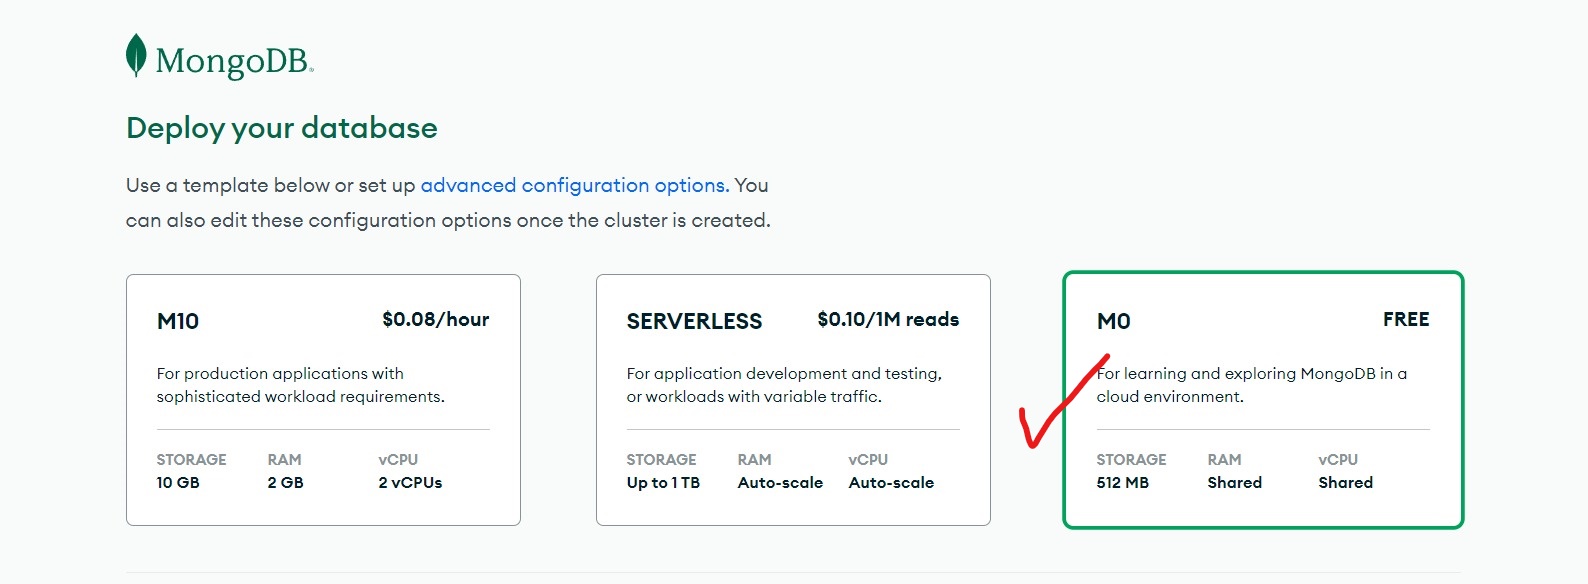 MongoDB®
Deploy your database
Use a template below or set up advanced configuration options. You
can also edit these configuration options once the cluster is created.
M10 $0.08/hour
For production applications with
sophisticated workload requirements.
STORAGE RAM vCPU
10 GB 2 GB 2 vCPUs
SERVERLESS $0.10/1M reads
For application development and testing,
or workloads with variable traffic.
STORAGE RAM vCPU
Up to 1 TB Auto-scale Auto-scale
M0 FREE
For learning and exploring MongoDB in a
cloud environment.
STORAGE RAM vCPU
512 MB Shared Shared